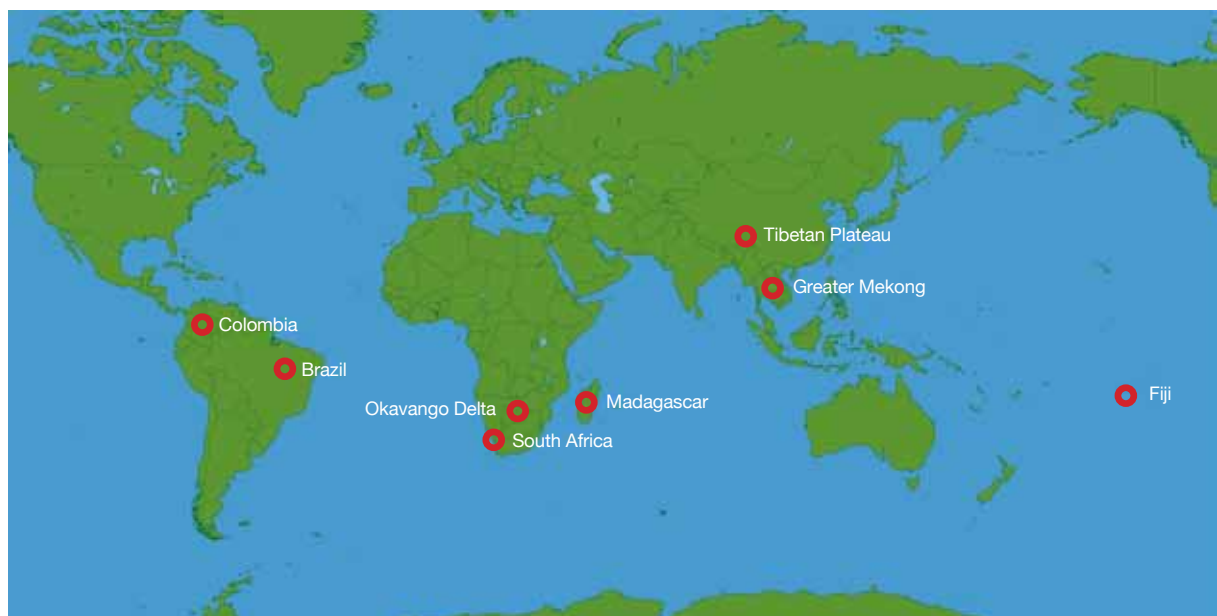 Tibetan Plateau
Greater Mekong
Colombia
Brazil
Okavango Delta
Madagascar
Fiji
South Africa